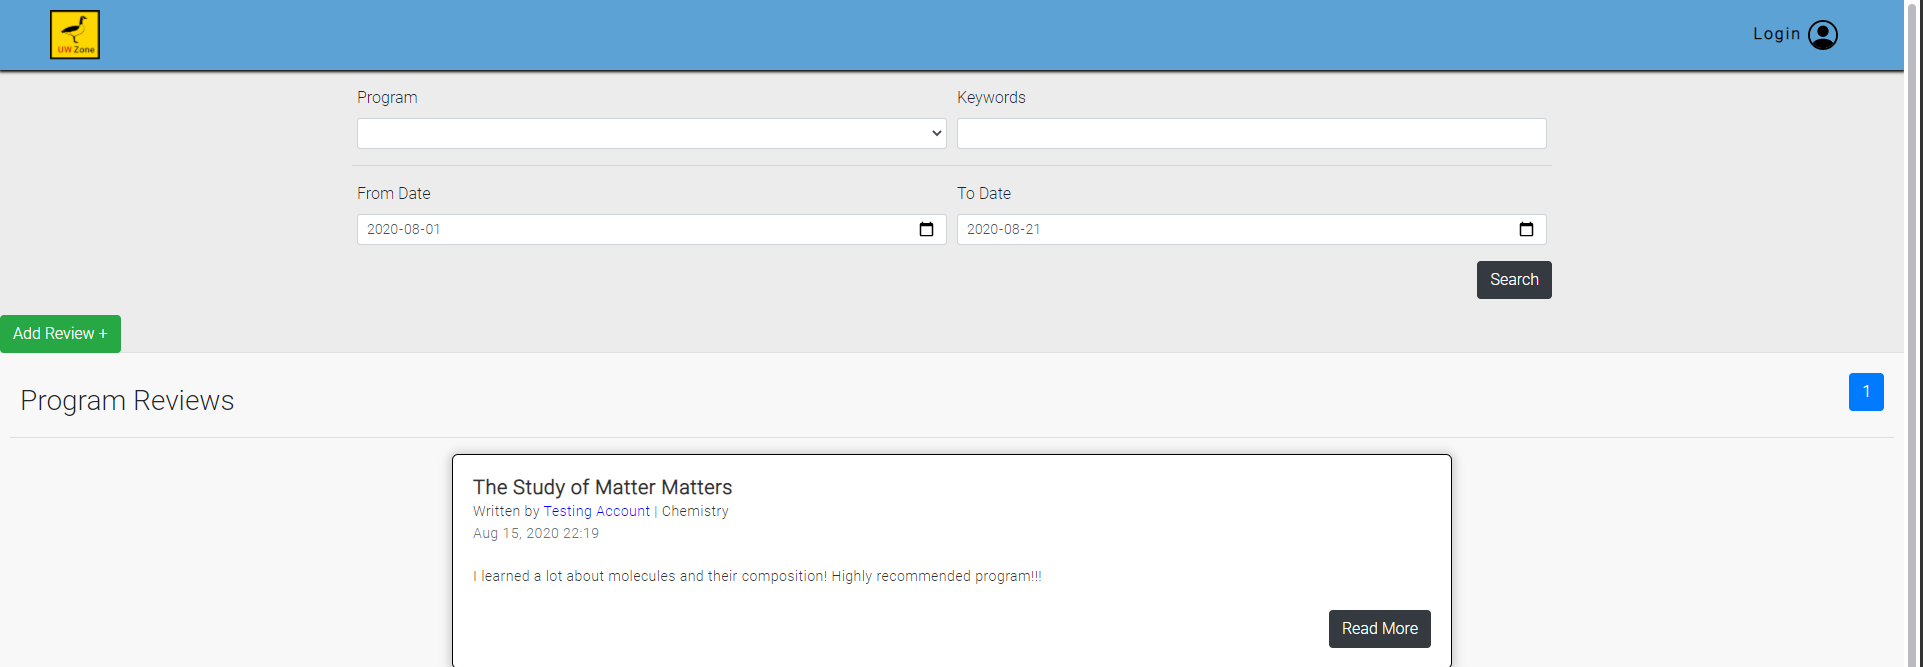 UW Zone
Login
Program
Keywords
From Date
To Date
2020-08-01
2020-08-21
Search
Add Review +
Program Reviews
1
The Study of Matter Matters
Written by Testing Account | Chemistry
Aug 15, 2020 22:19
I learned a lot about molecules and their composition! Highly recommended program!!!
Read More